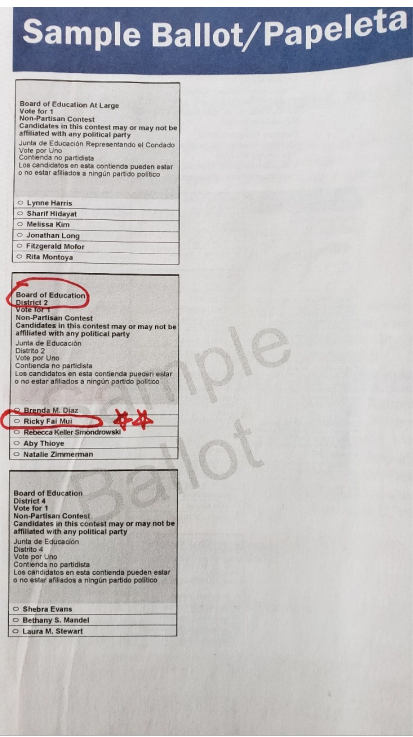 Sample Ballot/Papeleta
Board of Education At Large
Vote for 1
Non-Partisan Contest
Candidates in this contest may or may not be
affiliated with any political party
Junta de Educación Representando el Condado
Vote por Uno
Contienda no partidista
Los candidatos en esta contienda pueden estar
o no estar afiliados a ningún partido político
Lynne Harris
Sharif Hidayat
Melissa Kim
Jonathan Long
Fitzgerald Mofor
Rita Montoya
Board of Education
District 2
Vote for 1
Non-Partisan Contest
Candidates in this contest may or may not be
affiliated with any political party
Junta de Educación
Distrito 2
Vote por Uno
Contienda no partidista
Los candidatos en esta contienda pueden estar
o no estar afiliados a ningún partido político
Brenda M. Diaz
Ricky Fai Mui
Rebecca Keller Smondrowski
Aby Thioye
Natalie Zimmerman
Board of Education
District 4
Vote for 1
Non-Partisan Contest
Candidates in this contest may or may not be
affiliated with any political party
Junta de Educación
Distrito 4
Vote por Uno
Contienda no partidista
Los candidatos en esta contienda pueden estar
o no estar afiliados a ningún partido político
Shebra Evans
Bethany S. Mandel
Laura M. Stewart
Sample
Ballot